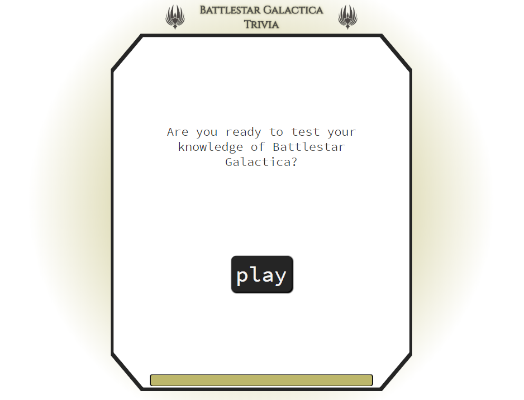 Battlestar Galactica
Trivia
Are you ready to test your
knowledge of Battlestar
Galactica?
play